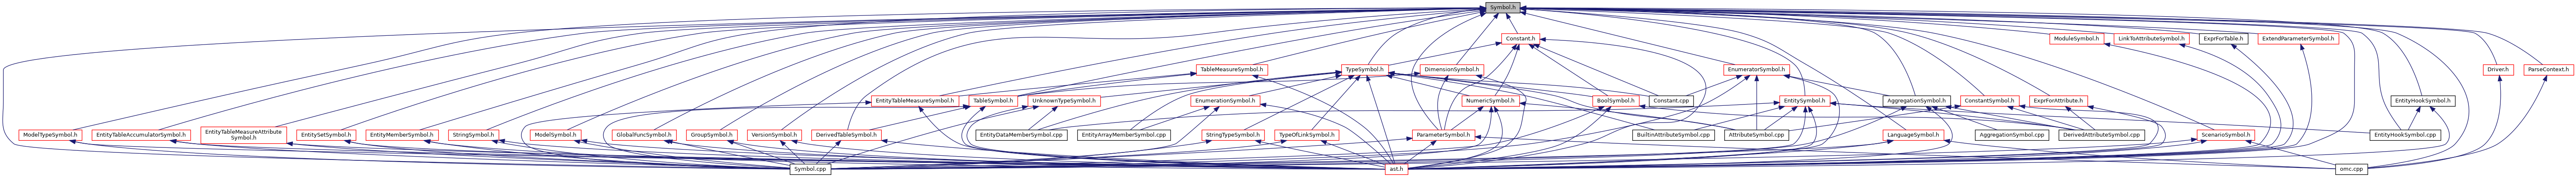 Symbol.h
Constant.h
ModuleSymbol.h
LinkToAttributeSymbol.h
ExprForTable.h
ExtendParameterSymbol.h
TableMeasureSymbol.h
TypeSymbol.h
DimensionSymbol.h
EnumeratorSymbol.h
Driver.h
ParseContext.h
EntityTableMeasureSymbol.h
TableSymbol.h
UnknownTypeSymbol.h
EnumerationSymbol.h
NumericSymbol.h
BoolSymbol.h
Constant.cpp
EntitySymbol.h
AggregationSymbol.h
ConstantSymbol.h
ExprForAttribute.h
EntityHookSymbol.h
ModelTypeSymbol.h
EntityTableAccumulatorSymbol.h
EntityTableMeasureAttribute
Symbol.h
EntitySetSymbol.h
EntityMemberSymbol.h
StringSymbol.h
ModelSymbol.h
GlobalFuncSymbol.h
GroupSymbol.h
VersionSymbol.h
DerivedTableSymbol.h
EntityDataMemberSymbol.cpp
EntityArrayMemberSymbol.cpp
StringTypeSymbol.h
TypeOfLinkSymbol.h
ParameterSymbol.h
BuiltinAttributeSymbol.cpp
AttributeSymbol.cpp
LanguageSymbol.h
AggregationSymbol.cpp
DerivedAttributeSymbol.cpp
ScenarioSymbol.h
EntityHookSymbol.cpp
Symbol.cpp
ast.h
omc.cpp